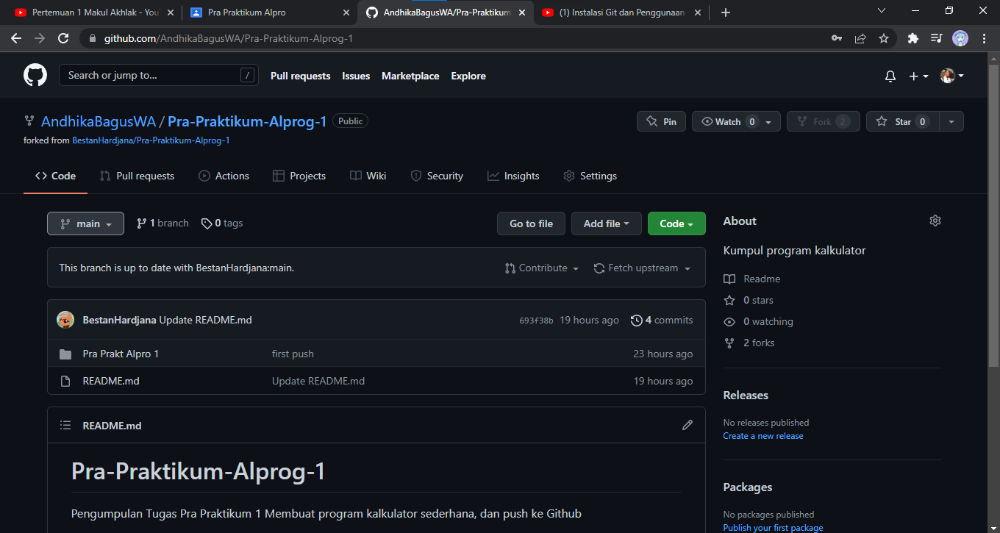 Pertemuan 1 Makul Akhlak - You
Pra Praktikum Alpro
AndhikaBagusWA/Pra-Praktikum
(1) Instalasi Git dan Penggunaan
github.com/AndhikaBagusWA/Pra-Praktikum-Alprog-1
Search or jump to... /
Pull requests Issues Marketplace Explore
AndhikaBagusWA / Pra-Praktikum-Alprog-1 Public
Pin Watch 0 Fork 2 Star 0
forked from BestanHardjana/Pra-Praktikum-Alprog-1
Code Pull requests Actions Projects Wiki Security Insights Settings
main 1 branch 0 tags Go to file Add file Code
This branch is up to date with BestanHardjana:main. Contribute Fetch upstream
BestanHardjana Update README.md 693f38b 19 hours ago 4 commits
Pra Prakt Alpro 1 first push 23 hours ago
README.md Update README.md 19 hours ago
README.md
Pra-Praktikum-Alprog-1
Pengumpulan Tugas Pra Praktikum 1 Membuat program kalkulator sederhana, dan push ke Github
About
Kumpul program kalkulator
Readme
0 stars
0 watching
2 forks
Releases
No releases published
Create a new release
Packages
No packages published
Publish your first package